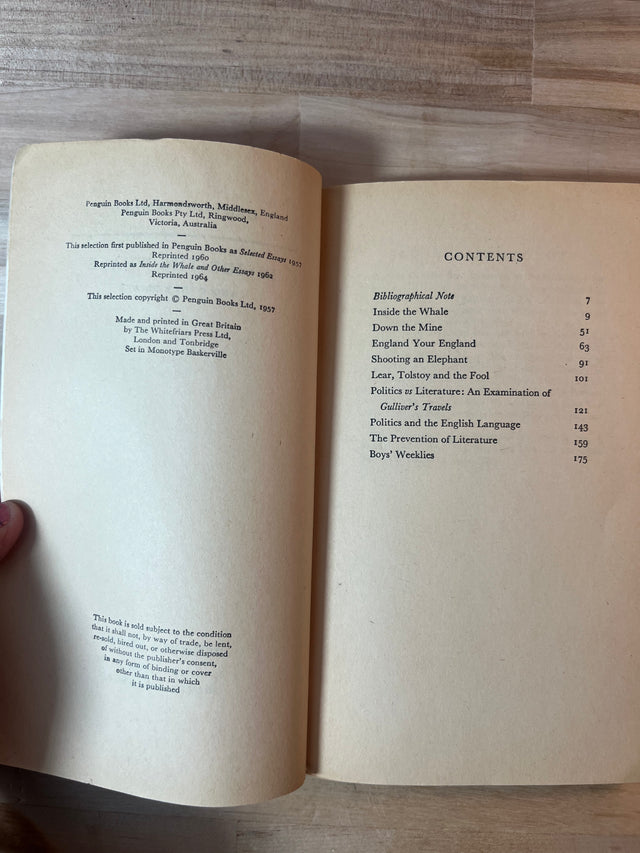 Penguin Books Ltd, Harmondsworth, Middlesex, England
Penguin Books Pty Ltd, Ringwood,
Victoria, Australia
—
This selection first published in Penguin Books as Selected Essays 1957
Reprinted 1960
Reprinted as Inside the Whale and Other Essays 1962
Reprinted 1964
—
This selection copyright © Penguin Books Ltd, 1957
—
Made and printed in Great Britain
by The Whitefriars Press Ltd,
London and Tonbridge
Set in Monotype Baskerville
This book is sold subject to the condition
that it shall not, by way of trade, be lent,
re-sold, hired out, or otherwise disposed
of without the publisher's consent,
in any form of binding or cover
other than that in which
it is published
CONTENTS
Bibliographical Note 7
Inside the Whale 9
Down the Mine 51
England Your England 63
Shooting an Elephant 91
Lear, Tolstoy and the Fool 101
Politics vs Literature: An Examination of
Gulliver's Travels 121
Politics and the English Language 143
The Prevention of Literature 159
Boys' Weeklies 175